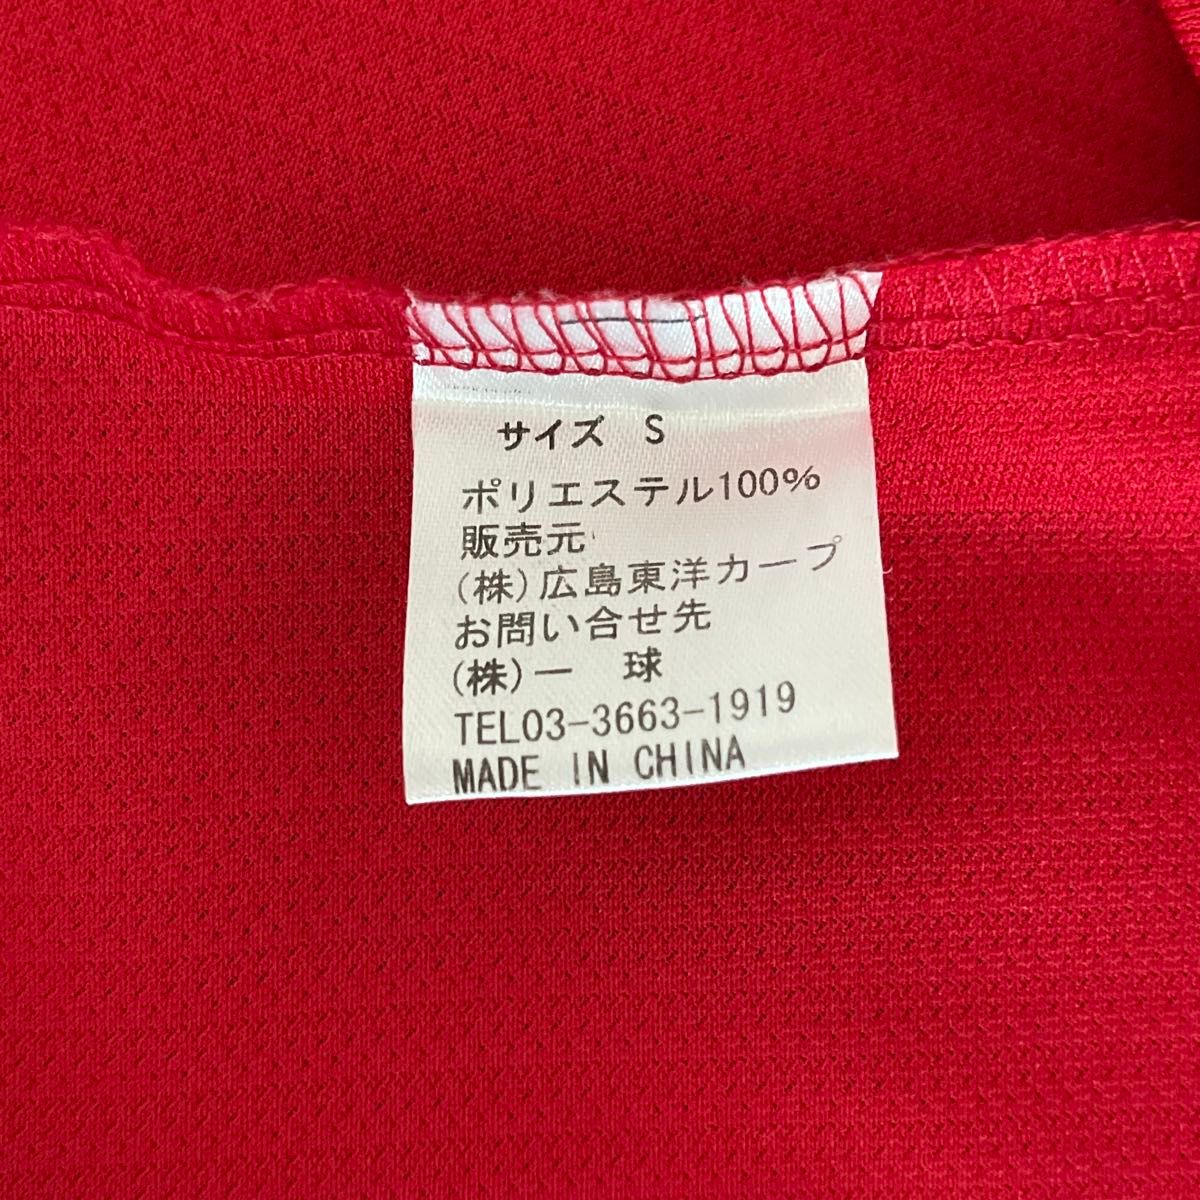 サイズ S
ポリエステル100%
販売元
(株)広島東洋カープ
お問い合せ先
(株)一 球
TEL03-3663-1919
MADE IN CHINA